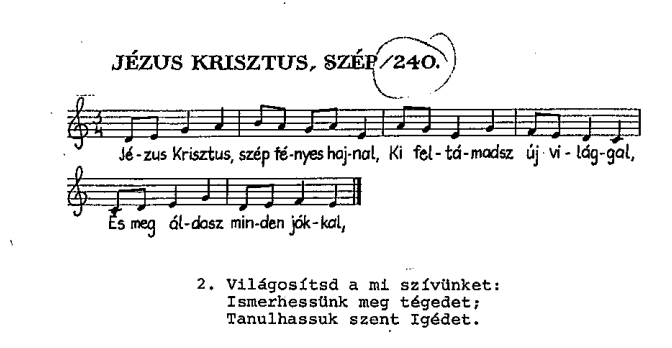 JÉZUS KRISZTUS, SZÉP/240.
3
4
Jé-zus Krisztus, szép fé-nyes haj-nal, Ki fel-tá-madsz új vi-lág-gal,
És meg ál-dasz min-den jók-kal,
2. Világosítsd a mi szívünket:
Ismerhessünk meg tégedet;
Tanulhassuk szent Igédet.